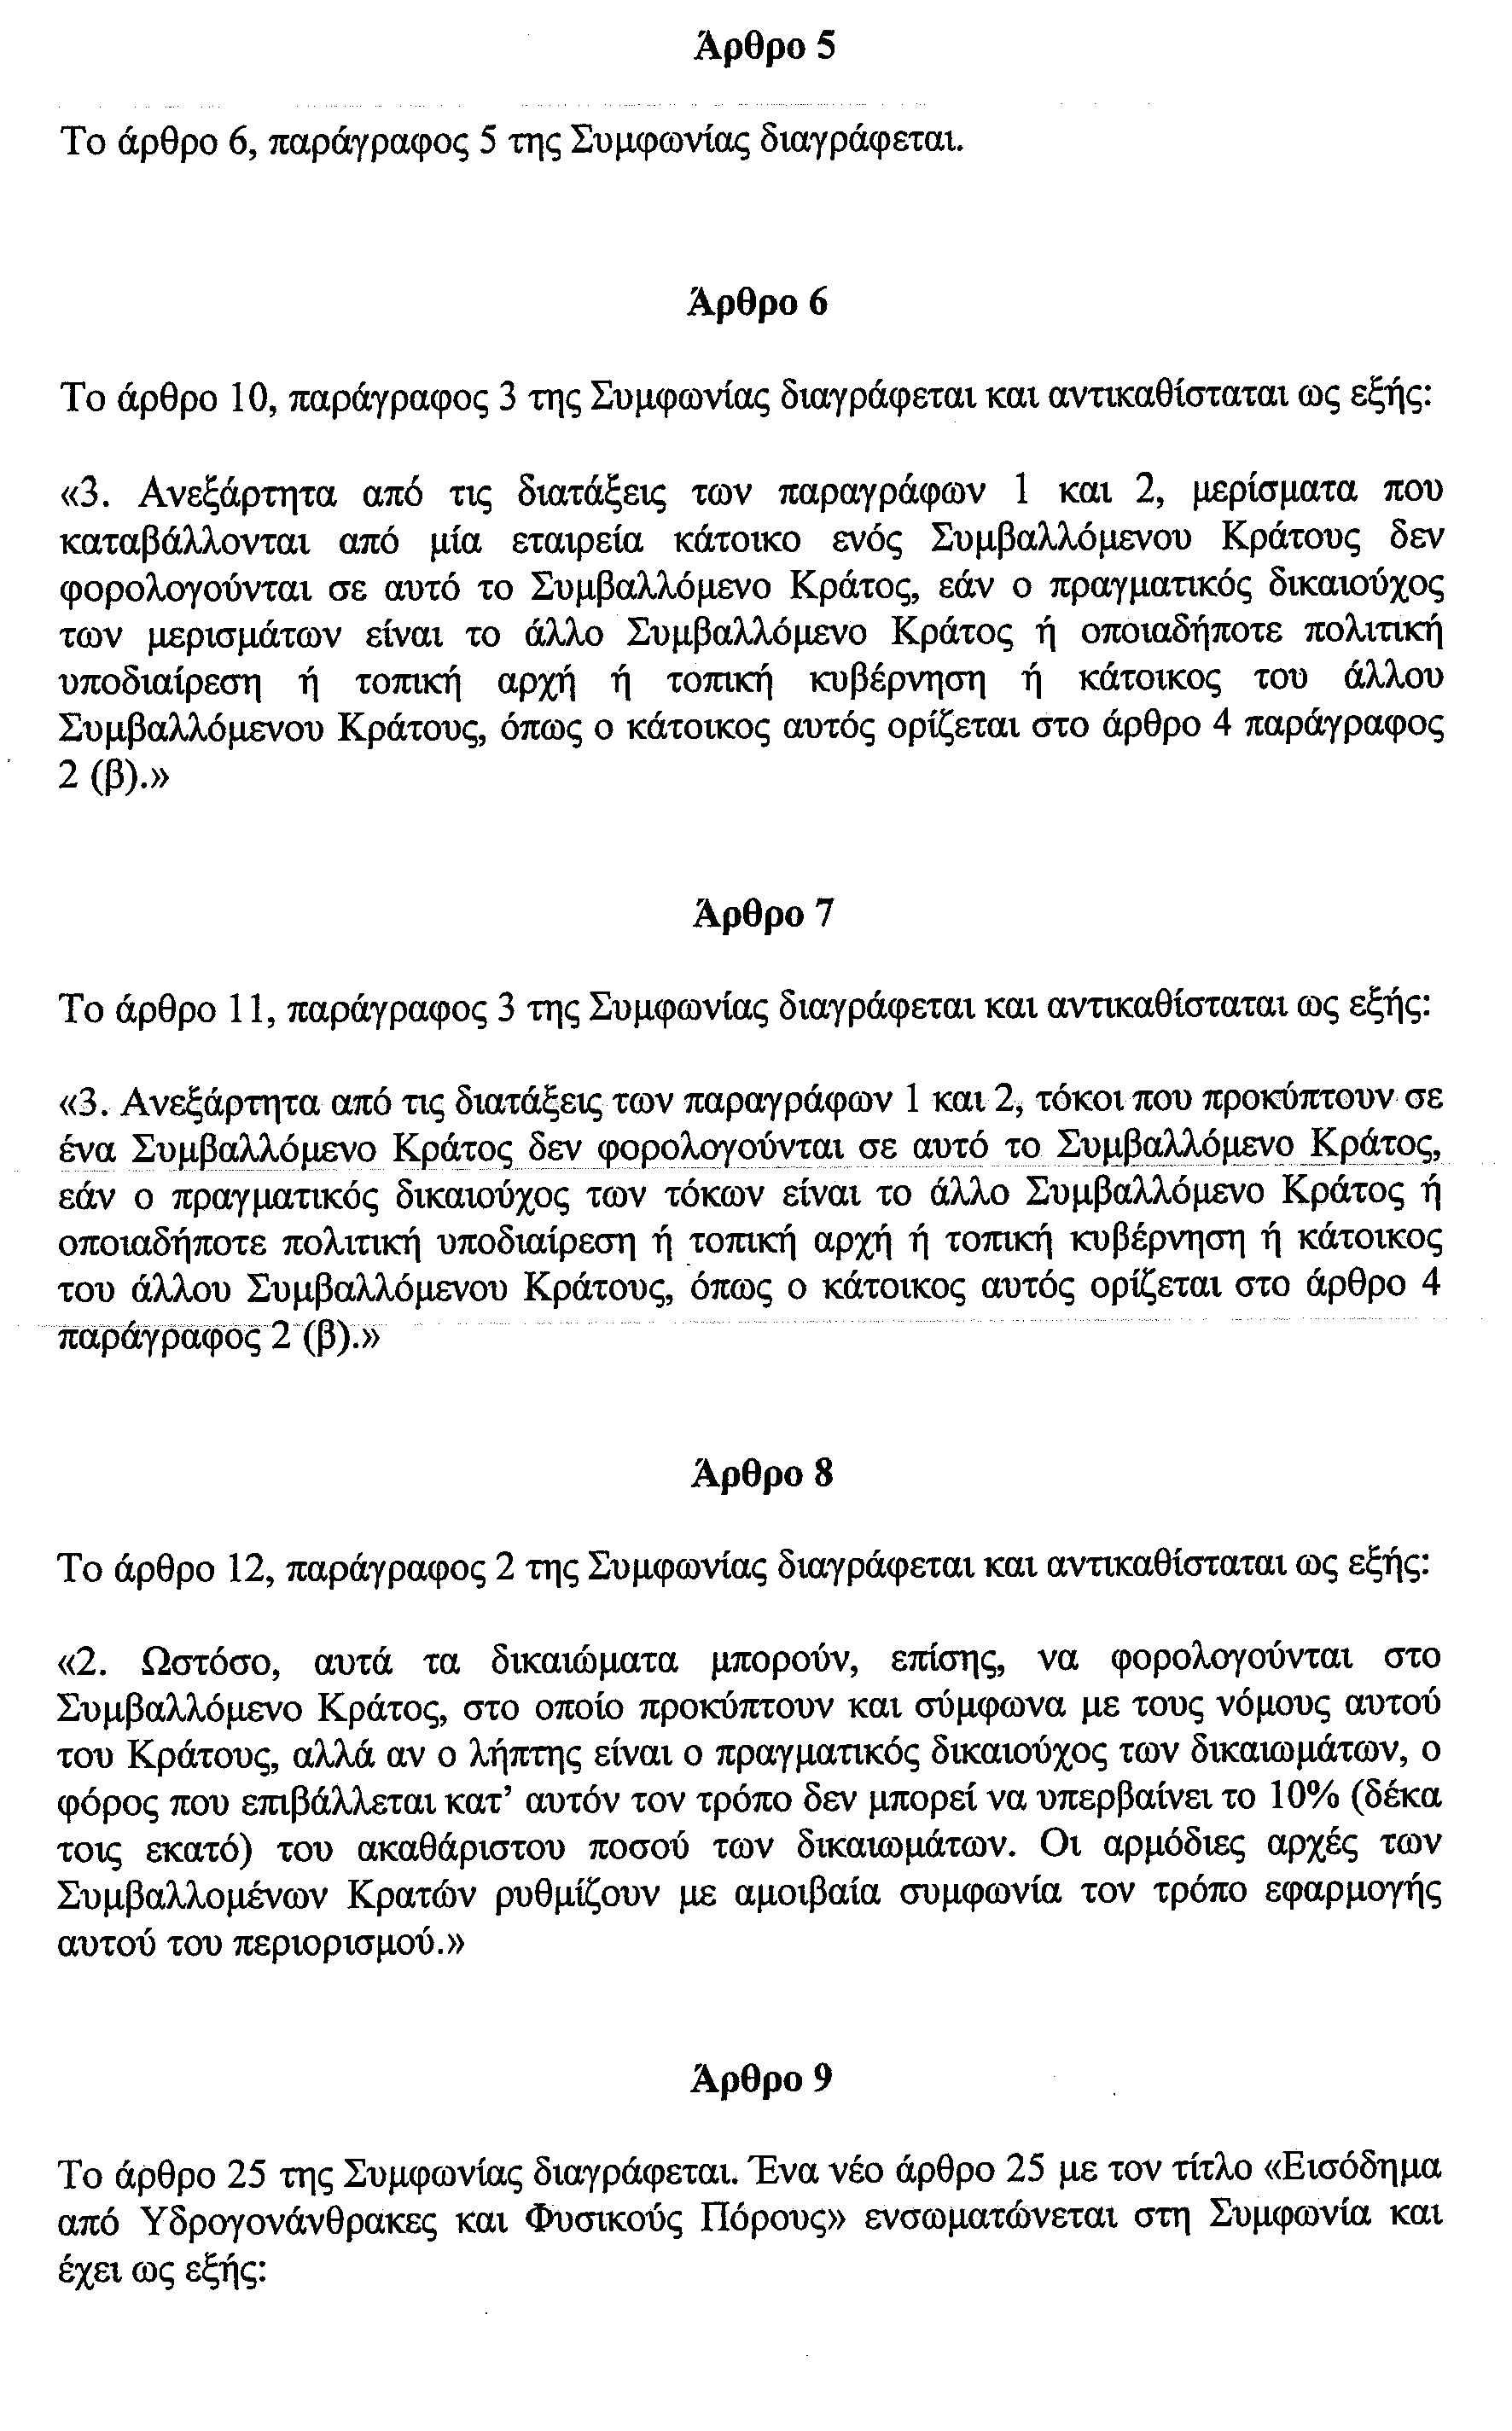 Άρθρο 5
Το άρθρο 6, παράγραφος 5 της Συμφωνίας διαγράφεται.
Άρθρο 6
Το άρθρο 10, παράγραφος 3 της Συμφωνίας διαγράφεται και αντικαθίσταται ως εξής:
«3. Ανεξάρτητα από τις διατάξεις των παραγράφων 1 και 2, μερίσματα που
καταβάλλονται από μία εταιρεία κάτοικο ενός Συμβαλλόμενου Κράτους δεν
φορολογούνται σε αυτό το Συμβαλλόμενο Κράτος, εάν ο πραγματικός δικαιούχος
των μερισμάτων είναι το άλλο Συμβαλλόμενο Κράτος ή οποιαδήποτε πολιτική
υποδιαίρεση ή τοπική αρχή ή τοπική κυβέρνηση ή κάτοικος του άλλου
Συμβαλλόμενου Κράτους, όπως ο κάτοικος αυτός ορίζεται στο άρθρο 4 παράγραφος
2 (β).»
Άρθρο 7
Το άρθρο 11, παράγραφος 3 της Συμφωνίας διαγράφεται και αντικαθίσταται ως εξής:
«3. Ανεξάρτητα από τις διατάξεις των παραγράφων 1 και 2, τόκοι που προκύπτουν σε
ένα Συμβαλλόμενο Κράτος δεν φορολογούνται σε αυτό το Συμβαλλόμενο Κράτος,
εάν ο πραγματικός δικαιούχος των τόκων είναι το άλλο Συμβαλλόμενο Κράτος ή
οποιαδήποτε πολιτική υποδιαίρεση ή τοπική αρχή ή τοπική κυβέρνηση ή κάτοικος
του άλλου Συμβαλλόμενου Κράτους, όπως ο κάτοικος αυτός ορίζεται στο άρθρο 4
παράγραφος 2 (β).»
Άρθρο 8
Το άρθρο 12, παράγραφος 2 της Συμφωνίας διαγράφεται και αντικαθίσταται ως εξής:
«2. Ωστόσο, αυτά τα δικαιώματα μπορούν, επίσης, να φορολογούνται στο
Συμβαλλόμενο Κράτος, στο οποίο προκύπτουν και σύμφωνα με τους νόμους αυτού
του Κράτους, αλλά αν ο λήπτης είναι ο πραγματικός δικαιούχος των δικαιωμάτων, ο
φόρος που επιβάλλεται κατ’ αυτόν τον τρόπο δεν μπορεί να υπερβαίνει το 10% (δέκα
τοις εκατό) του ακαθάριστου ποσού των δικαιωμάτων. Οι αρμόδιες αρχές των
Συμβαλλομένων Κρατών ρυθμίζουν με αμοιβαία συμφωνία τον τρόπο εφαρμογής
αυτού του περιορισμού.»
Άρθρο 9
Το άρθρο 25 της Συμφωνίας διαγράφεται. Ένα νέο άρθρο 25 με τον τίτλο «Εισόδημα
από Υδρογονάνθρακες και Φυσικούς Πόρους» ενσωματώνεται στη Συμφωνία και
έχει ως εξής: